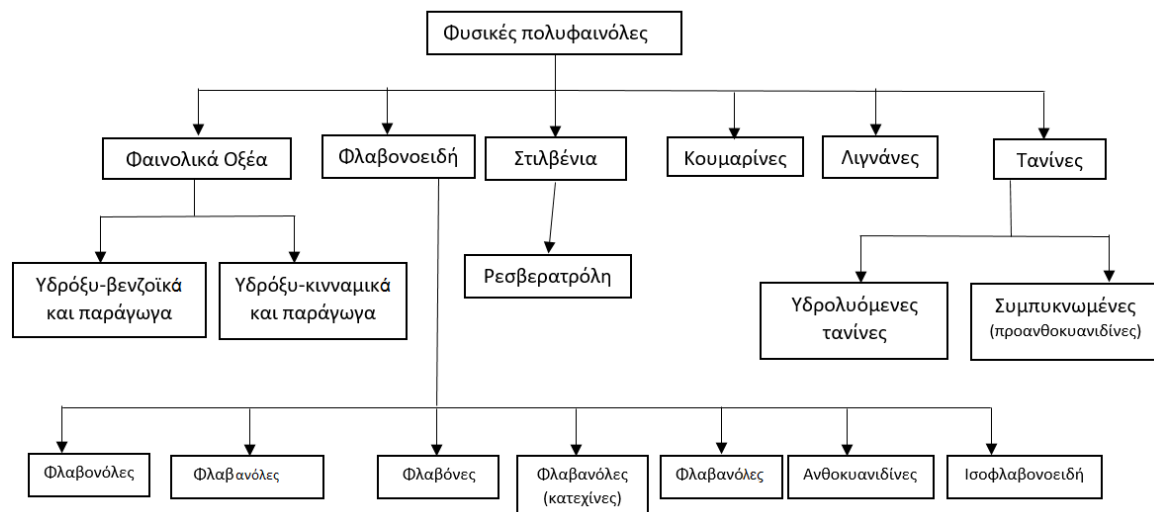 Φυσικές πολυφαινόλες
Φαινολικά Οξέα
Φλαβονοειδή
Στιλβένια
Κουμαρίνες
Λιγνάνες
Τανίνες
Υδρόξυ-βενζοϊκά
και παράγωγα
Υδρόξυ-κινναμικά
και παράγωγα
Ρεσβερατρόλη
Υδρολυόμενες
τανίνες
Συμπυκνωμένες
(προανθοκυανιδίνες)
Φλαβονόλες
Φλαβανόλες
Φλαβόνες
Φλαβανόλες
(κατεχίνες)
Φλαβανόλες
Ανθοκυανιδίνες
Ισοφλαβονοειδή